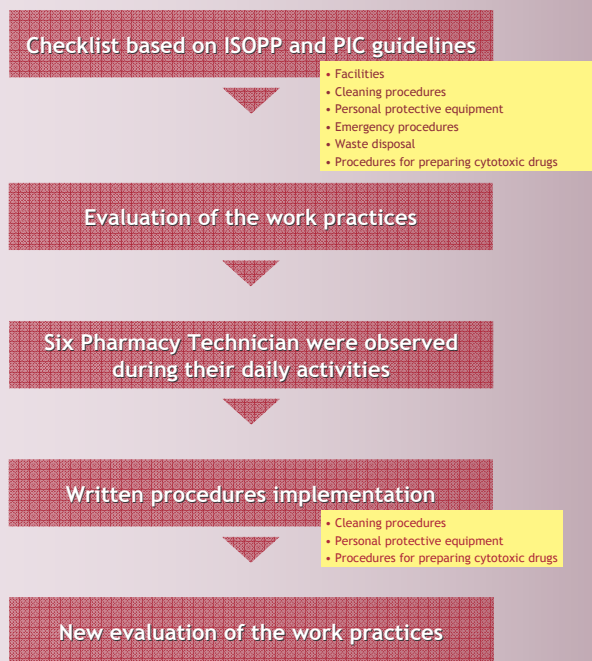 Checklist based on ISOPP and PIC guidelines
• Facilities
• Cleaning procedures
• Personal protective equipment
• Emergency procedures
• Waste disposal
• Procedures for preparing cytotoxic drugs
Evaluation of the work practices
Six Pharmacy Technician were observed
during their daily activities
Written procedures implementation
• Cleaning procedures
• Personal protective equipment
• Procedures for preparing cytotoxic drugs
New evaluation of the work practices